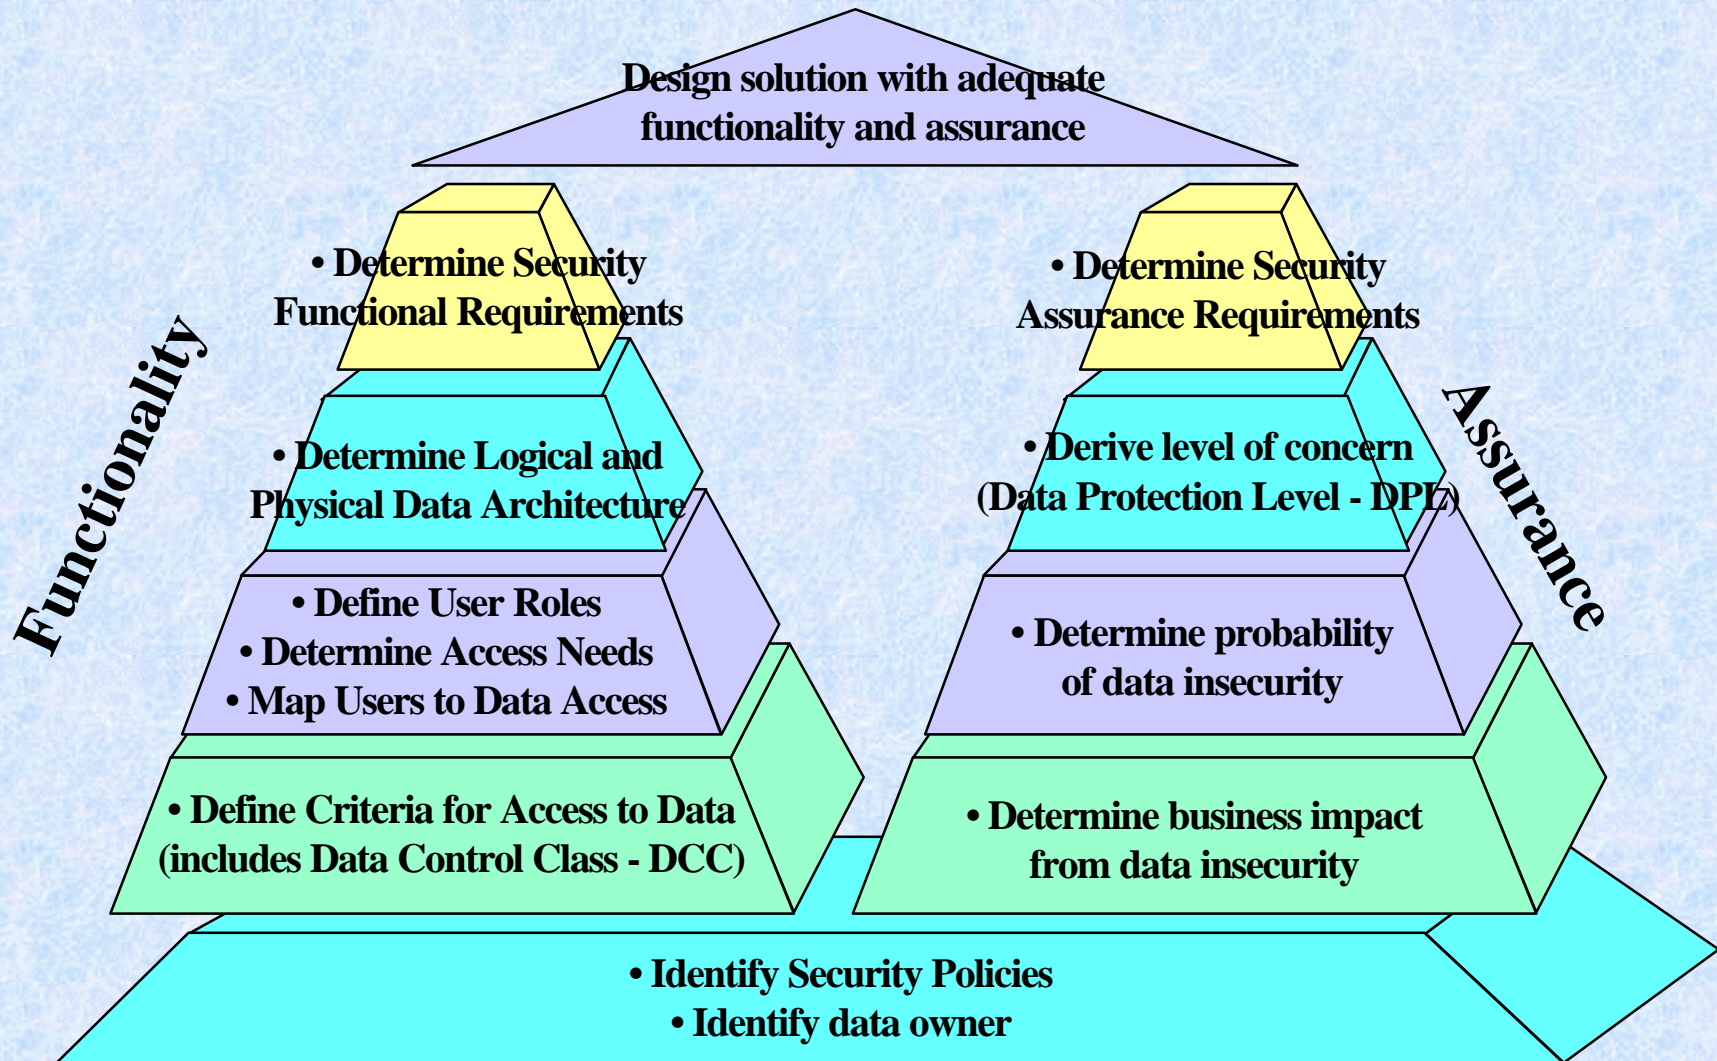 Design solution with adequate
functionality and assurance
Functionality
• Determine Security
Functional Requirements
• Determine Logical and
Physical Data Architecture
• Define User Roles
• Determine Access Needs
• Map Users to Data Access
• Define Criteria for Access to Data
(includes Data Control Class - DCC)
• Determine Security
Assurance Requirements
• Derive level of concern
(Data Protection Level - DPL)
• Determine probability
of data insecurity
• Determine business impact
from data insecurity
Assurance
• Identify Security Policies
• Identify data owner